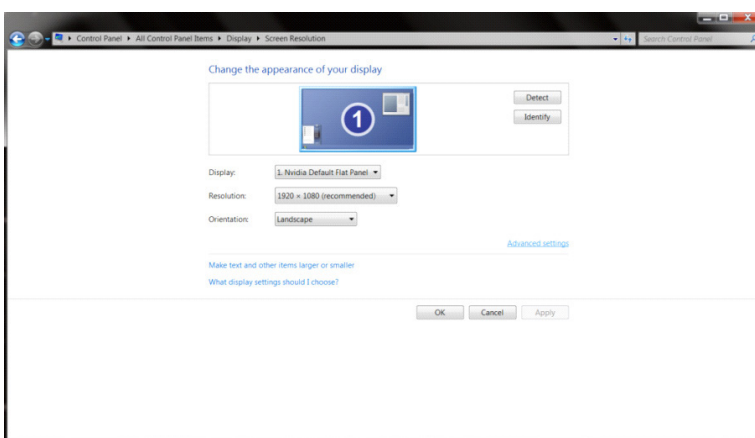 Control Panel ▸ All Control Panel Items ▸ Display ▸ Screen Resolution
Search Control Panel
Change the appearance of your display
1
Detect
Identify
Display: 1. Nvidia Default Flat Panel
Resolution: 1920 × 1080 (recommended)
Orientation: Landscape
Advanced settings
Make text and other items larger or smaller
What display settings should I choose?
OK Cancel Apply